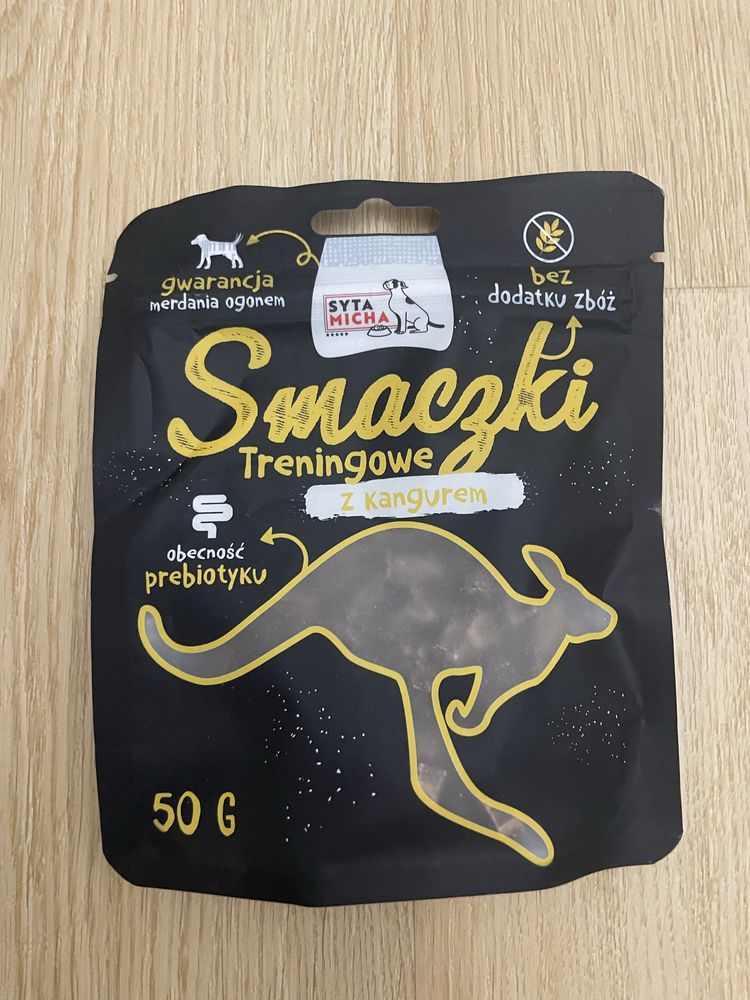 gwarancja
merdania ogonem
SYTA
MICHA
bez
dodatku zbóż
Smaczki
Treningowe
z kangurem
obecność
prebiotyku
50 G